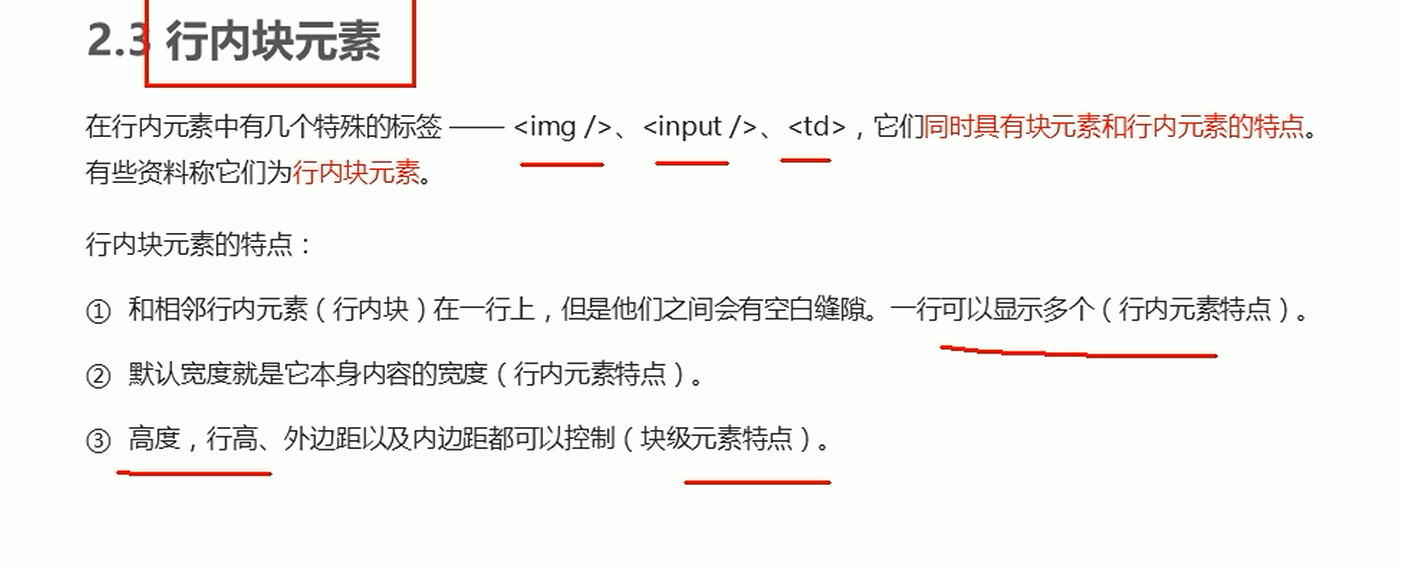 2.3 行内块元素
在行内元素中有几个特殊的标签 —— <img />、<input />、<td>，它们同时具有块元素和行内元素的特点。
有些资料称它们为行内块元素。
行内块元素的特点：
① 和相邻行内元素（行内块）在一行上，但是他们之间会有空白缝隙。一行可以显示多个（行内元素特点）。
② 默认宽度就是它本身内容的宽度（行内元素特点）。
③ 高度，行高、外边距以及内边距都可以控制（块级元素特点）。